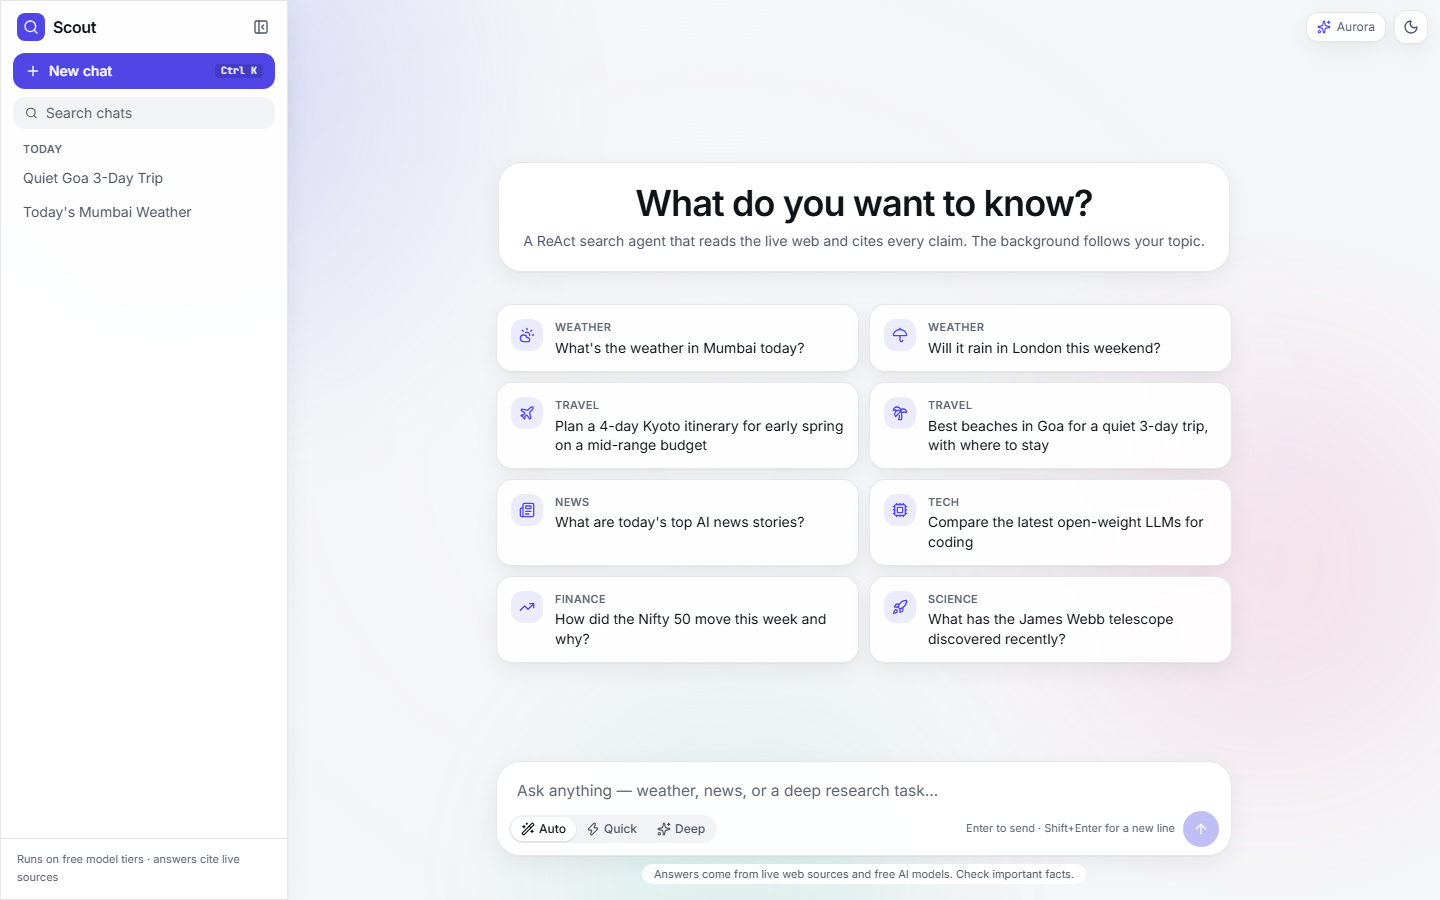 Scout
New chat
Ctrl K
Search chats
TODAY
Quiet Goa 3-Day Trip
Today's Mumbai Weather
Runs on free model tiers · answers cite live
sources
Aurora
What do you want to know?
A ReAct search agent that reads the live web and cites every claim. The background follows your topic.
WEATHER
What's the weather in Mumbai today?
WEATHER
Will it rain in London this weekend?
TRAVEL
Plan a 4-day Kyoto itinerary for early spring
on a mid-range budget
TRAVEL
Best beaches in Goa for a quiet 3-day trip,
with where to stay
NEWS
What are today's top AI news stories?
TECH
Compare the latest open-weight LLMs for
coding
FINANCE
How did the Nifty 50 move this week and
why?
SCIENCE
What has the James Webb telescope
discovered recently?
Ask anything — weather, news, or a deep research task...
Auto
Quick
Deep
Enter to send · Shift+Enter for a new line
Answers come from live web sources and free AI models. Check important facts.